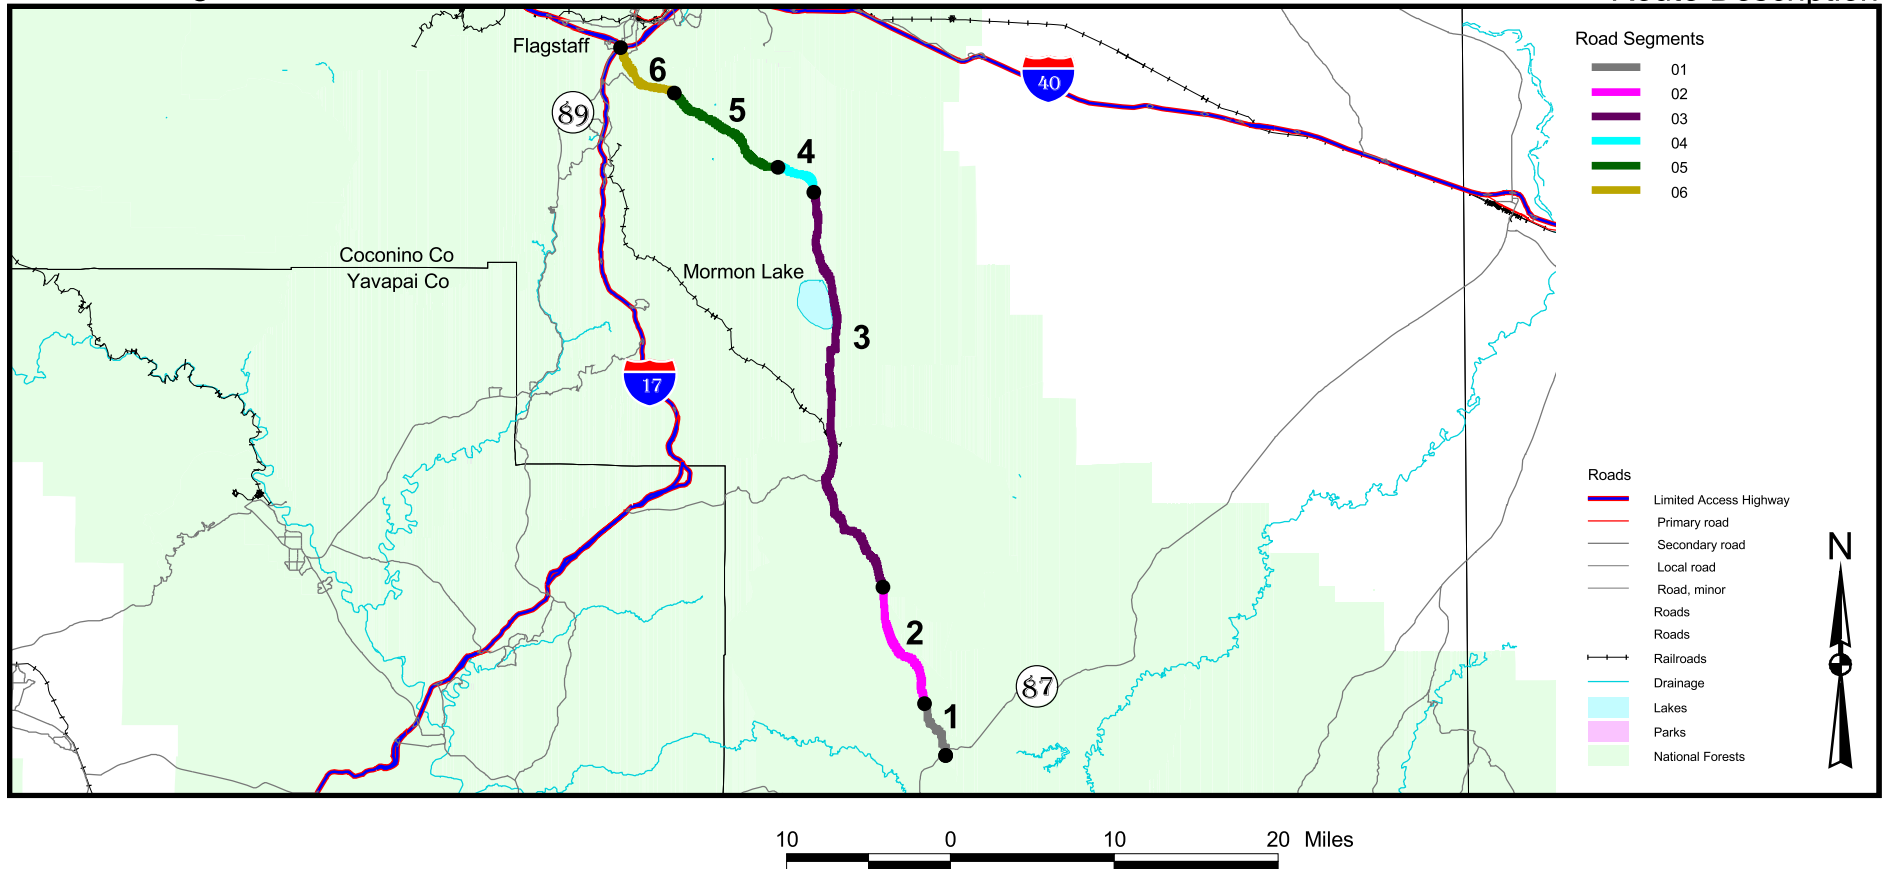 Route Description
Flagstaff
6
5
4
89
40
Coconino Co
Yavapai Co
Mormon Lake
3
17
2
1
87
Road Segments
01
02
03
04
05
06
Roads
Limited Access Highway
Primary road
Secondary road
Local road
Road, minor
Roads
Roads
Railroads
Drainage
Lakes
Parks
National Forests
N
10 0 10 20 Miles